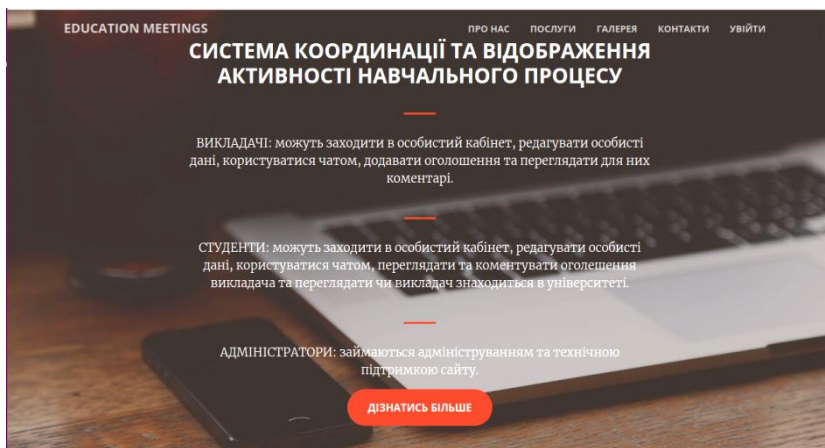 EDUCATION MEETINGS
ПРО НАС ПОСЛУГИ ГАЛЕРЕЯ КОНТАКТИ УВІЙТИ
СИСТЕМА КООРДИНАЦІЇ ТА ВІДОБРАЖЕННЯ
АКТИВНОСТІ НАВЧАЛЬНОГО ПРОЦЕСУ
ВИКЛАДАЧІ: можуть заходити в особистий кабінет, редагувати особисті
дані, користуватися чатом, додавати оголошення та переглядати для них
коментарі.
СТУДЕНТИ: можуть заходити в особистий кабінет, редагувати особисті
дані, користуватися чатом, переглядати та коментувати оголешення
викладача та переглядати чи викладач знаходиться в університеті.
АДМІНІСТРАТОРИ: займаються адмініструванням та технічною
підтримкою сайту.
ДІЗНАТИСЬ БІЛЬШЕ